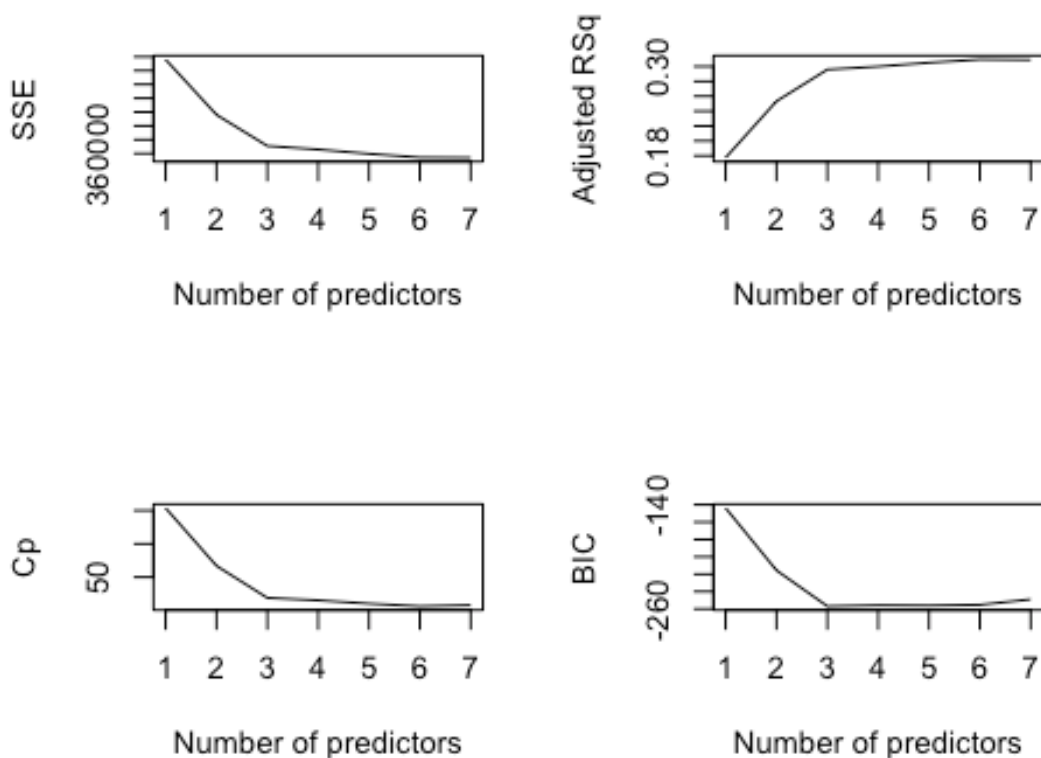 SSE
360000
1 2 3 4 5 6 7
Number of predictors
Adjusted RSq
0.18 0.30
1 2 3 4 5 6 7
Number of predictors
Cp
50
1 2 3 4 5 6 7
Number of predictors
BIC
-260 -140
1 2 3 4 5 6 7
Number of predictors